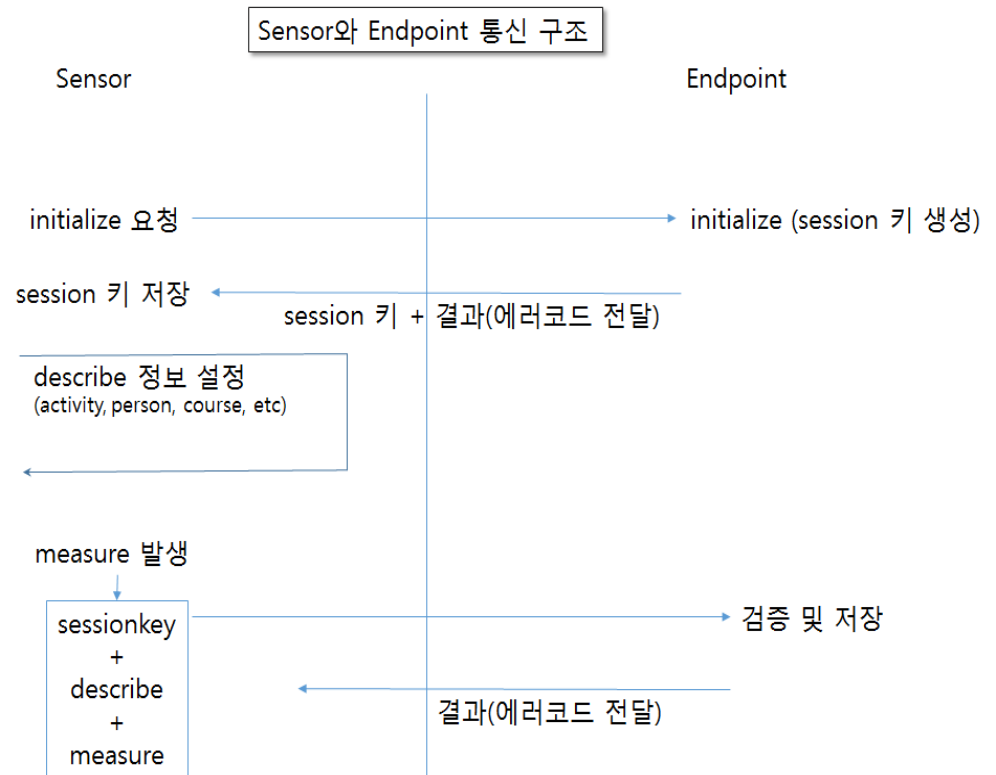 Sensor와 Endpoint 통신 구조
Sensor
Endpoint
initialize 요청
initialize (session 키 생성)
session 키 저장
session 키 + 결과(에러코드 전달)
describe 정보 설정
(activity, person, course, etc)
measure 발생
sessionkey
+
describe
+
measure
검증 및 저장
결과(에러코드 전달)